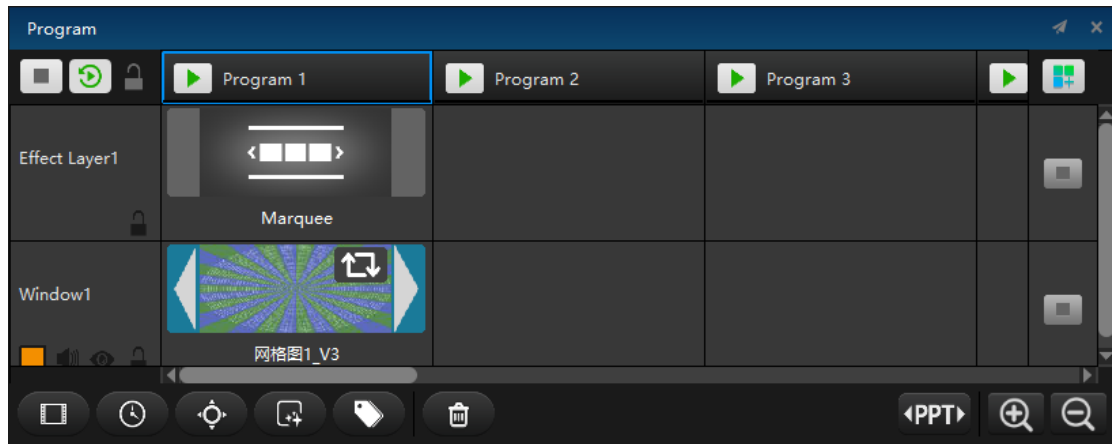 Program
Program 1
Program 2
Program 3
Effect Layer1
Marquee
Window1
网格图1_V3
PPT